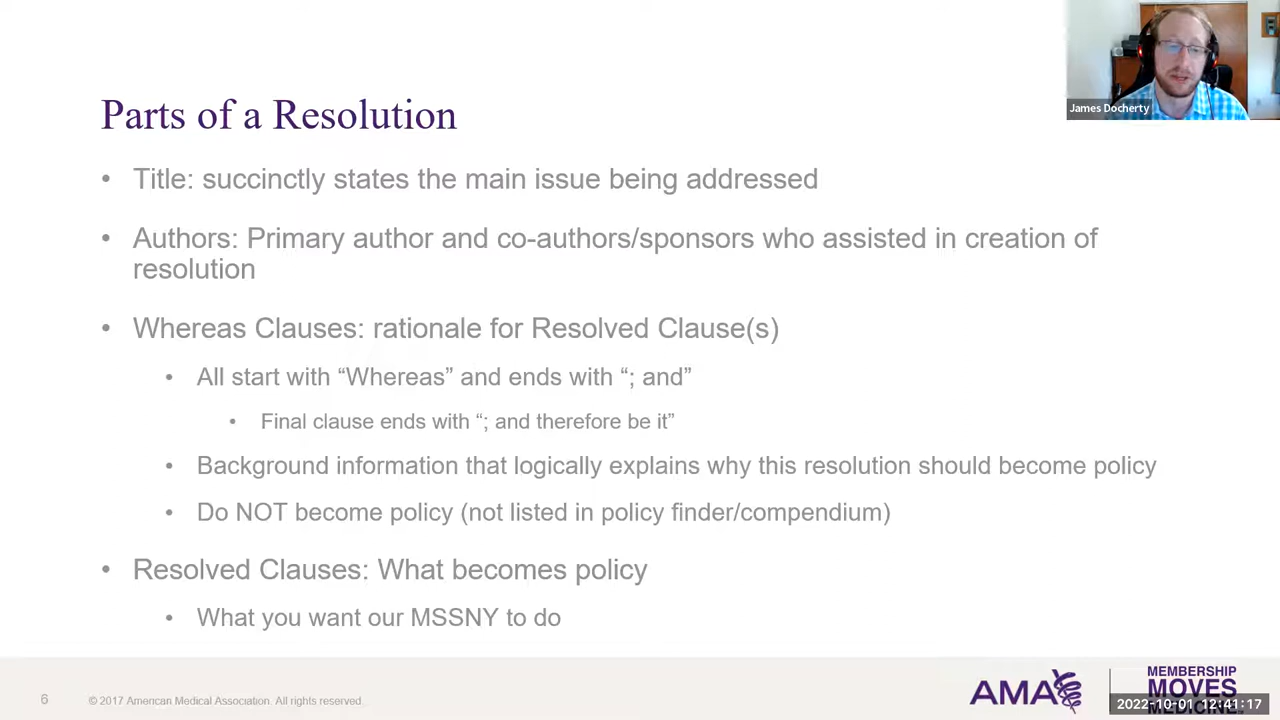 James Docherty
Parts of a Resolution
• Title: succinctly states the main issue being addressed
• Authors: Primary author and co-authors/sponsors who assisted in creation of
resolution
• Whereas Clauses: rationale for Resolved Clause(s)
• All start with “Whereas” and ends with “; and”
• Final clause ends with “; and therefore be it”
• Background information that logically explains why this resolution should become policy
• Do NOT become policy (not listed in policy finder/compendium)
• Resolved Clauses: What becomes policy
• What you want our MSSNY to do
6
© 2017 American Medical Association. All rights reserved.
AMA
MEMBERSHIP
MOVES
MEDICINE
2022-10-01 12:41:17